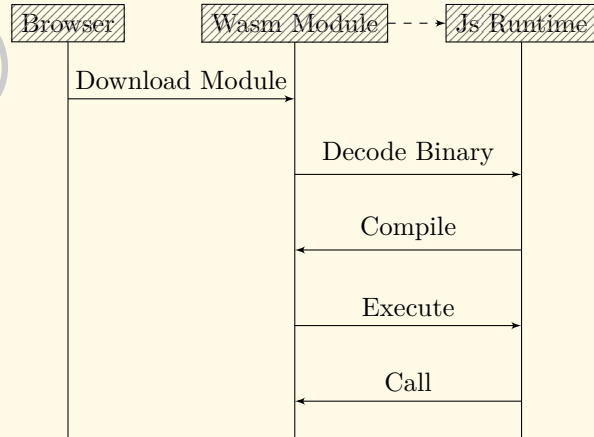 Browser Wasm Module Js Runtime
Download Module
Decode Binary
Compile
Execute
Call